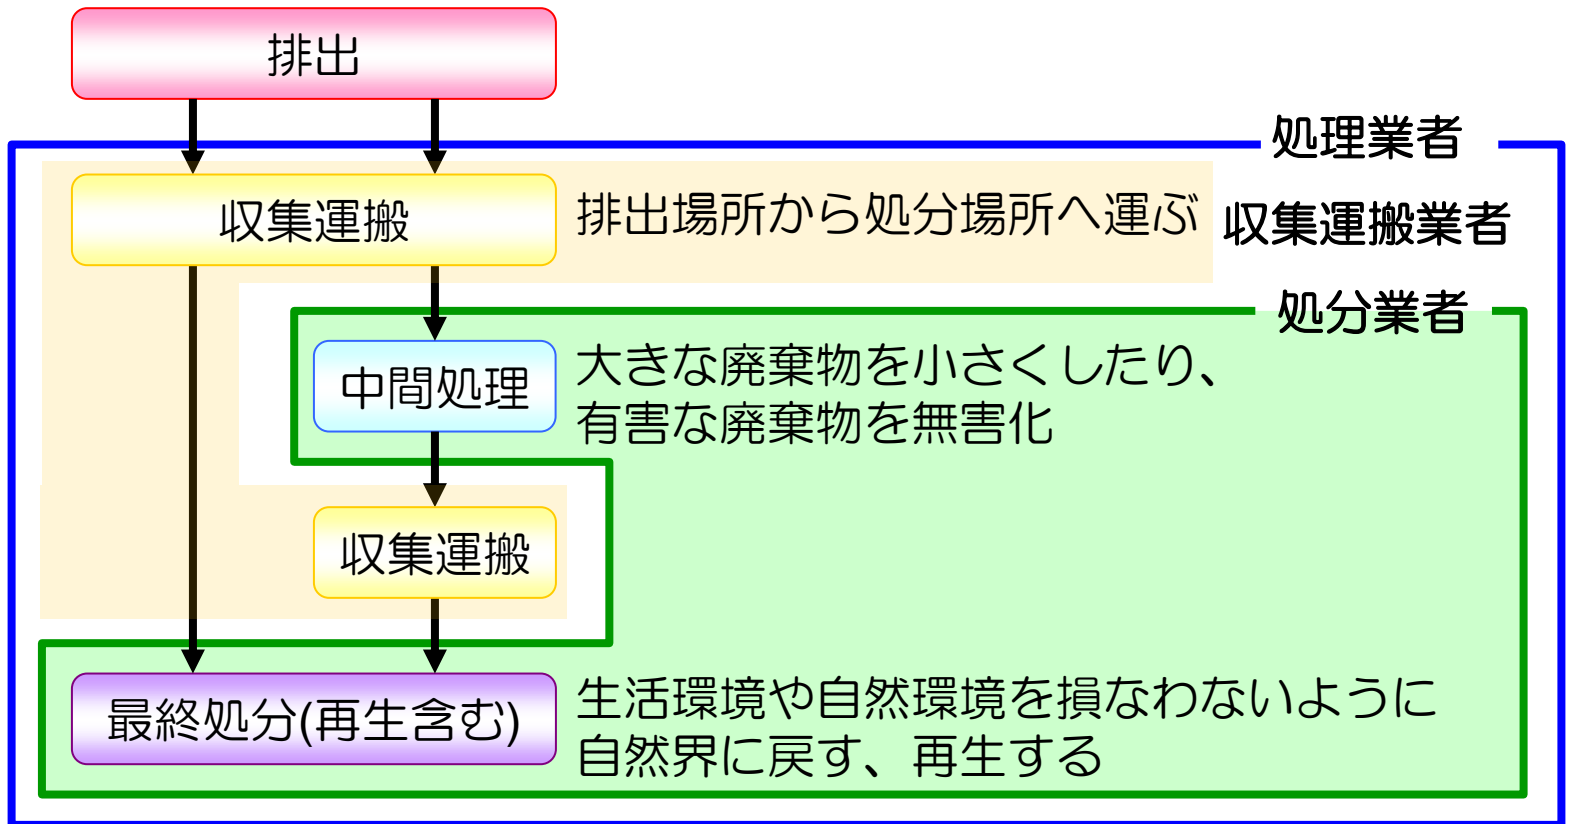 排出
処理業者
収集運搬
排出場所から処分場所へ運ぶ
収集運搬業者
処分業者
中間処理
大きな廃棄物を小さくしたり、
有害な廃棄物を無害化
収集運搬
最終処分(再生含む)
生活環境や自然環境を損なわないように
自然界に戻す、再生する